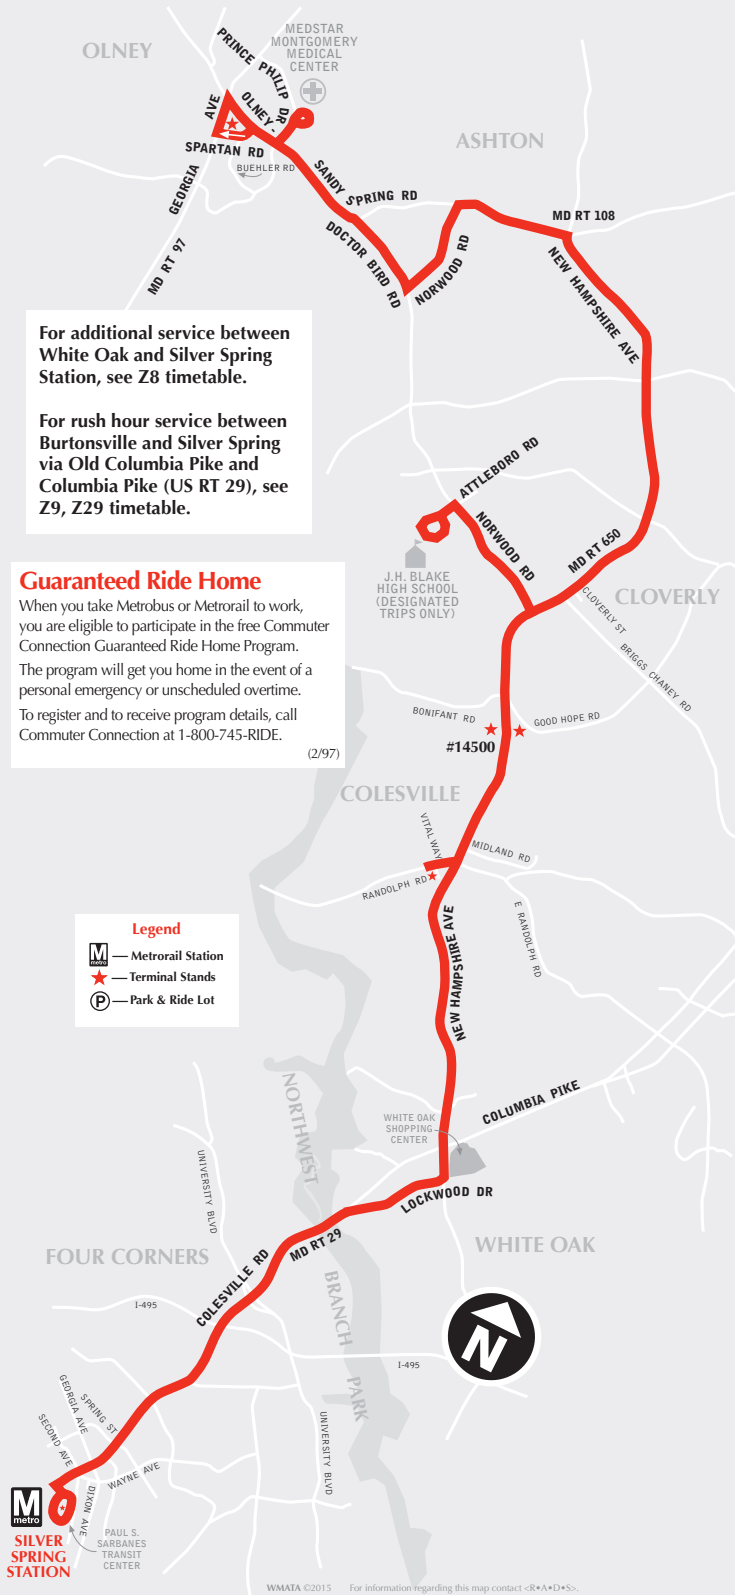 OLNEY
PRINCE PHILIP DR
MEDSTAR
MONTGOMERY
MEDICAL
CENTER
AVE
OLNEY-
ASHTON
SPARTAN RD
BUEHLER RD
GEORGIA
SANDY
SPRING RD
MD RT 108
MD RT 97
DOCTOR BIRD RD
NORWOOD RD
NEW HAMPSHIRE AVE
For additional service between
White Oak and Silver Spring
Station, see Z8 timetable.
For rush hour service between
Burtonsville and Silver Spring
via Old Columbia Pike and
Columbia Pike (US RT 29), see
Z9, Z29 timetable.
ATTLEBORO RD
NORWOOD RD
MD RT 650
J.H. BLAKE
HIGH SCHOOL
(DESIGNATED
TRIPS ONLY)
CLOVERLY
CLOVERLY ST
BRIGGS CHANEY RD
Guaranteed Ride Home
When you take Metrobus or Metrorail to work,
you are eligible to participate in the free Commuter
Connection Guaranteed Ride Home Program.
The program will get you home in the event of a
personal emergency or unscheduled overtime.
To register and to receive program details, call
Commuter Connection at 1-800-745-RIDE.
(2/97)
BONIFANT RD
GOOD HOPE RD
#14500
COLESVILLE
VITAL WAY
MIDLAND RD
RANDOLPH RD
E RANDOLPH RD
NEW HAMPSHIRE AVE
Legend
M
metro
Metrorail Station
Terminal Stands
P
Park & Ride Lot
NORTHWEST
COLUMBIA PIKE
WHITE OAK
SHOPPING
CENTER
UNIVERSITY BLVD
LOCKWOOD DR
MD RT 29
WHITE OAK
FOUR CORNERS
COLESVILLE RD
BRANCH
I-495
N
I-495
PARK
GEORGIA AVE
SPRING ST
SECOND AVE
UNIVERSITY BLVD
WAYNE AVE
DIXON AVE
M
metro
SILVER
SPRING
STATION
PAUL S.
SARBANES
TRANSIT
CENTER
WMATA ©2015 For information regarding this map contact <R•A•D•S>.